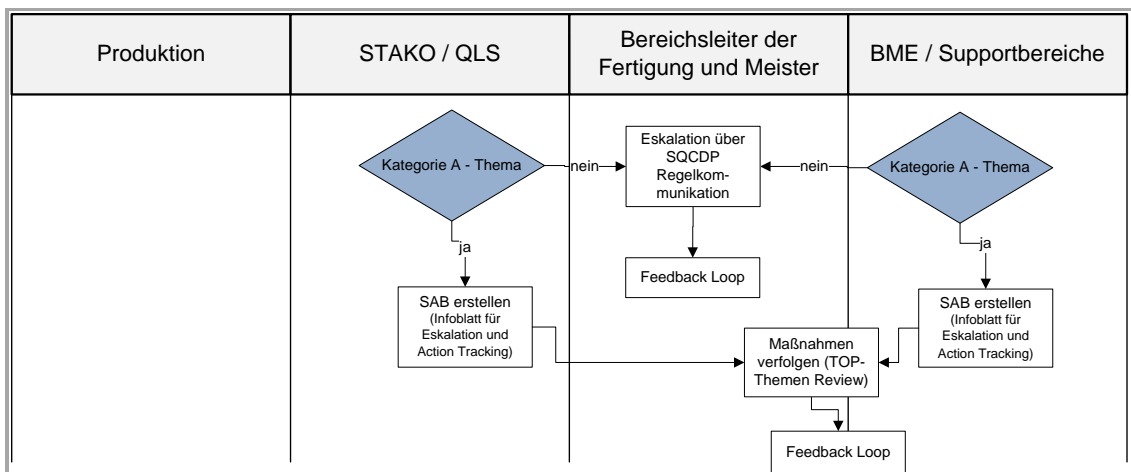 Produktion
STAKO / QLS
Bereichsleiter der
Fertigung und Meister
BME / Supportbereiche
Kategorie A - Thema
nein
Eskalation über
SQCDP
Regelkom-
munikation
nein
Kategorie A - Thema
ja
ja
Feedback Loop
SAB erstellen
(Infoblatt für
Eskalation und
Action Tracking)
SAB erstellen
(Infoblatt für
Eskalation und
Action Tracking)
Maßnahmen
verfolgen (TOP-
Themen Review)
Feedback Loop